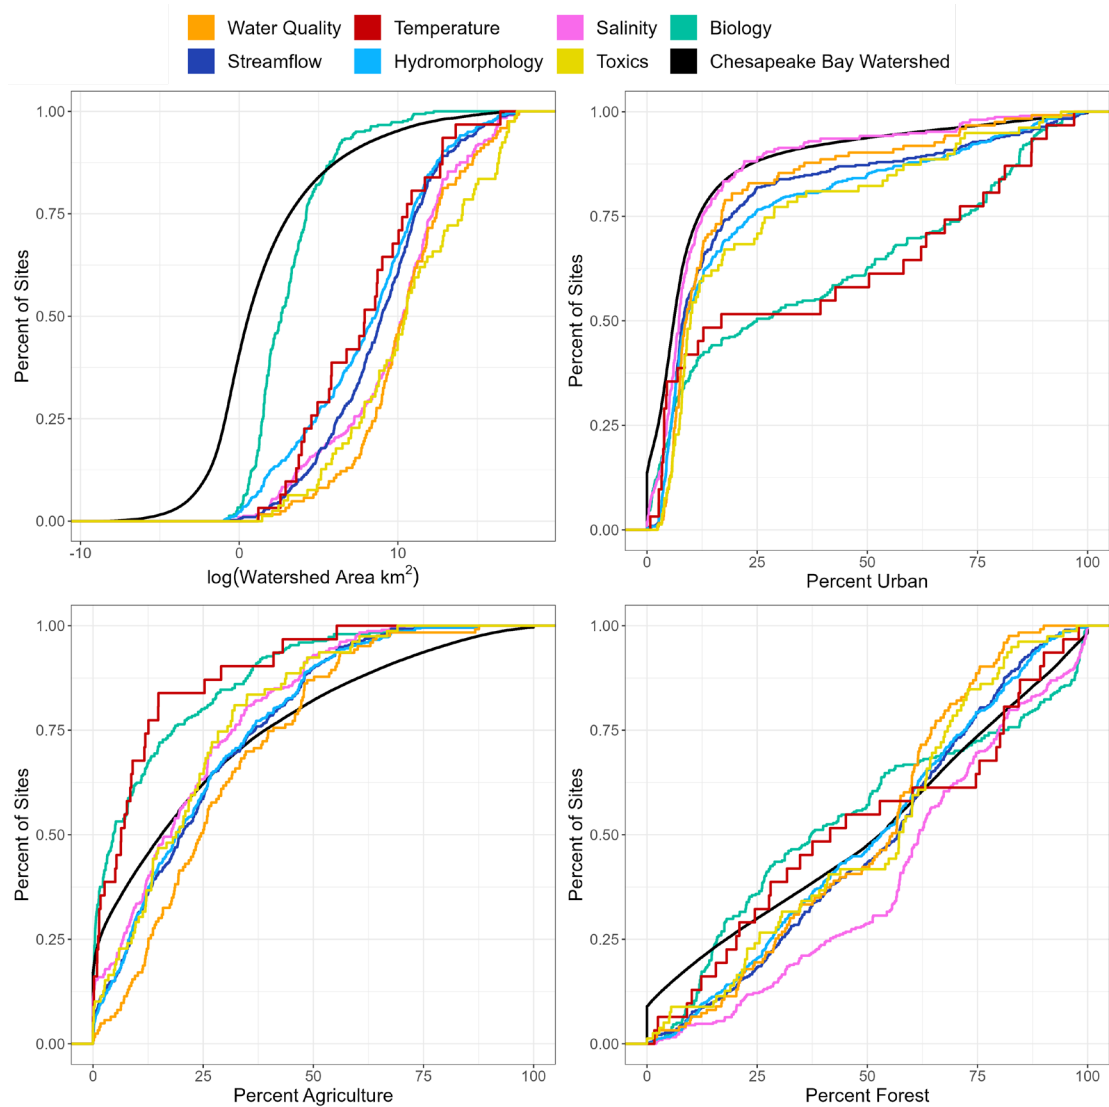 Water Quality Temperature Salinity Biology
Streamflow Hydromorphology Toxics Chesapeake Bay Watershed
Percent of Sites
1.00
0.75
0.50
0.25
0.00
-10 0 10
log(Watershed Area km²)
Percent of Sites
1.00
0.75
0.50
0.25
0.00
0 25 50 75 100
Percent Urban
Percent of Sites
1.00
0.75
0.50
0.25
0.00
0 25 50 75 100
Percent Agriculture
Percent of Sites
1.00
0.75
0.50
0.25
0.00
0 25 50 75 100
Percent Forest